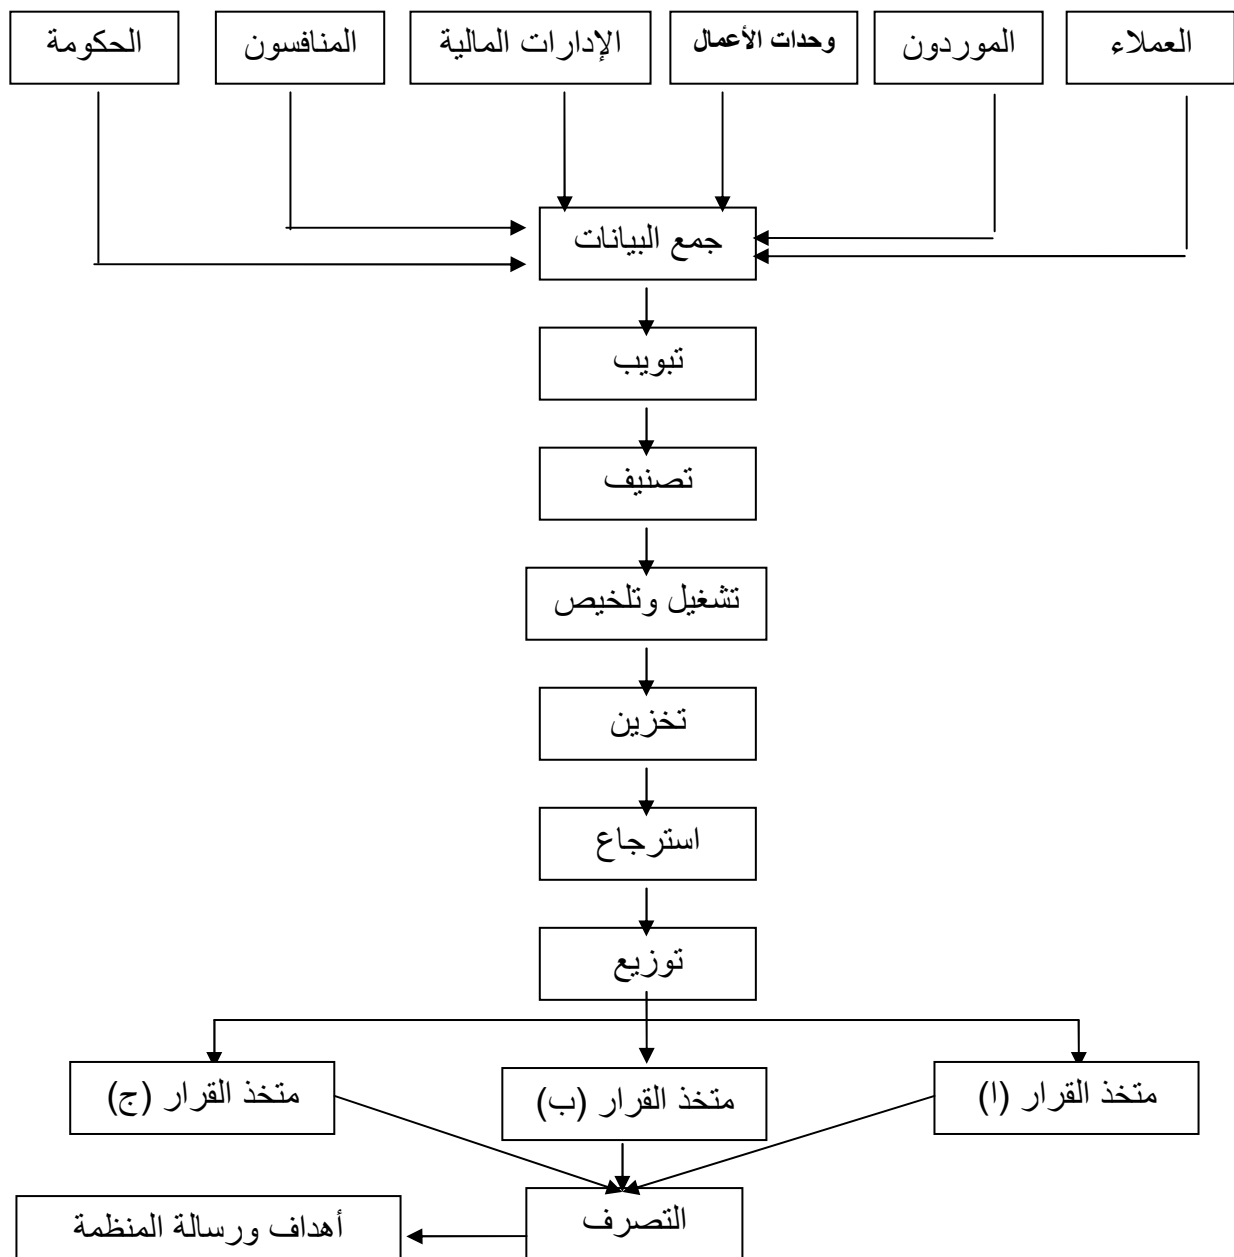 العملاء
الموردون
وحدات الأعمال
الإدارات المالية
المنافسون
الحكومة
جمع البيانات
تبويب
تصنيف
تشغيل وتلخيص
تخزين
استرجاع
توزيع
متخذ القرار (ا)
متخذ القرار (ب)
متخذ القرار (ج)
التصرف
أهداف ورسالة المنظمة